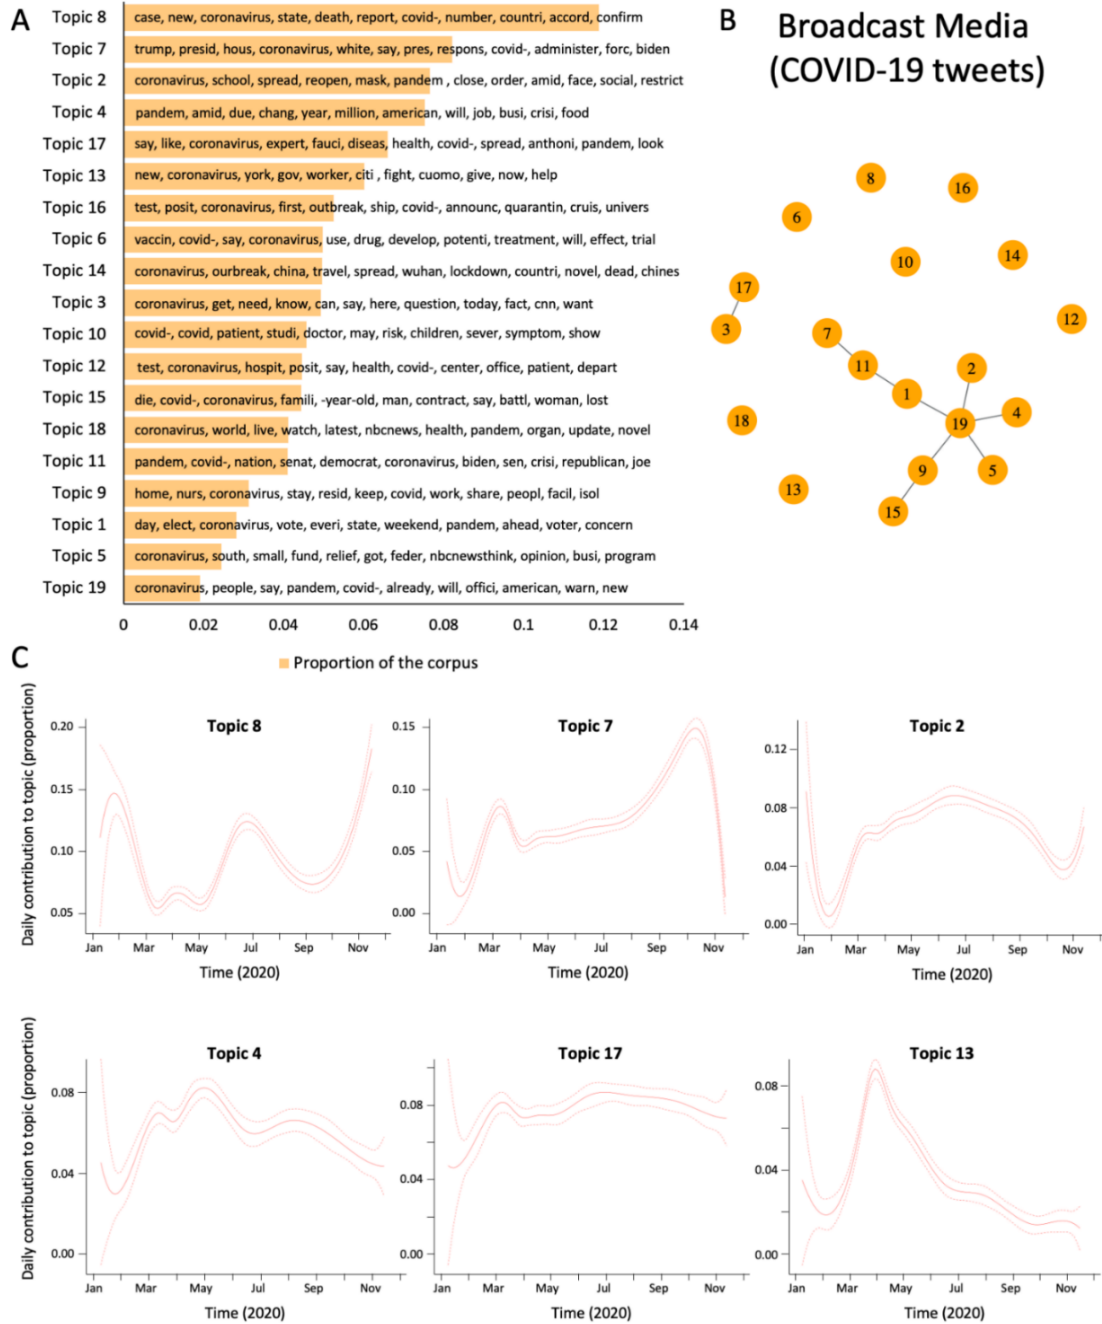 A
Topic 8 case, new, coronavirus, state, death, report, covid-, number, countri, accord, confirm
Topic 7 trump, presid, hous, coronavirus, white, say, pres, respons, covid-, administer, forc, biden
Topic 2 coronavirus, school, spread, reopen, mask, pandem , close, order, amid, face, social, restrict
Topic 4 pandem, amid, due, chang, year, million, american, will, job, busi, crisi, food
Topic 17 say, like, coronavirus, expert, fauci, diseas, health, covid-, spread, anthoni, pandem, look
Topic 13 new, coronavirus, york, gov, worker, citi , fight, cuomo, give, now, help
Topic 16 test, posit, coronavirus, first, outbreak, ship, covid-, announc, quarantin, cruis, univers
Topic 6 vaccin, covid-, say, coronavirus, use, drug, develop, potenti, treatment, will, effect, trial
Topic 14 coronavirus, ourbreak, china, travel, spread, wuhan, lockdown, countri, novel, dead, chines
Topic 3 coronavirus, get, need, know, can, say, here, question, today, fact, cnn, want
Topic 10 covid-, covid, patient, studi, doctor, may, risk, children, sever, symptom, show
Topic 12 test, coronavirus, hospit, posit, say, health, covid-, center, office, patient, depart
Topic 15 die, covid-, coronavirus, famili, -year-old, man, contract, say, battl, woman, lost
Topic 18 coronavirus, world, live, watch, latest, nbcnews, health, pandem, organ, update, novel
Topic 11 pandem, covid-, nation, senat, democrat, coronavirus, biden, sen, crisi, republican, joe
Topic 9 home, nurs, coronavirus, stay, resid, keep, covid, work, share, peopl, facil, isol
Topic 1 day, elect, coronavirus, vote, everi, state, weekend, pandem, ahead, voter, concern
Topic 5 coronavirus, south, small, fund, relief, got, feder, nbcnewsthink, opinion, busi, program
Topic 19 coronavirus, people, say, pandem, covid-, already, will, offici, american, warn, new
0 0.02 0.04 0.06 0.08 0.1 0.12 0.14
Proportion of the corpus
B
Broadcast Media
(COVID-19 tweets)
8
16
6
10
14
17
3
12
7
11
2
1
4
18
19
9
5
13
15
C
Daily contribution to topic (proportion)
Topic 8
0.20
0.15
0.10
0.05
Jan Mar May Jul Sep Nov
Time (2020)
Topic 7
0.15
0.10
0.05
0.00
Jan Mar May Jul Sep Nov
Time (2020)
Topic 2
0.12
0.08
0.04
0.00
Jan Mar May Jul Sep Nov
Time (2020)
Daily contribution to topic (proportion)
Topic 4
0.08
0.04
0.00
Jan Mar May Jul Sep Nov
Time (2020)
Topic 17
0.08
0.04
0.00
Jan Mar May Jul Sep Nov
Time (2020)
Topic 13
0.08
0.04
0.00
Jan Mar May Jul Sep Nov
Time (2020)